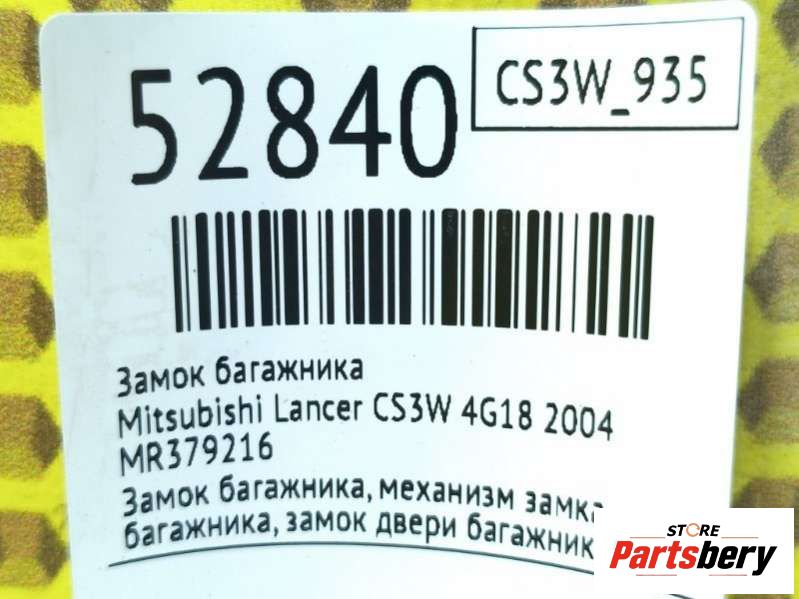 52840
CS3W_935
Замок багажника
Mitsubishi Lancer CS3W 4G18 2004
MR379216
Замок багажника, механизм замка
багажника, замок двери багажник
STORE
Partsbery